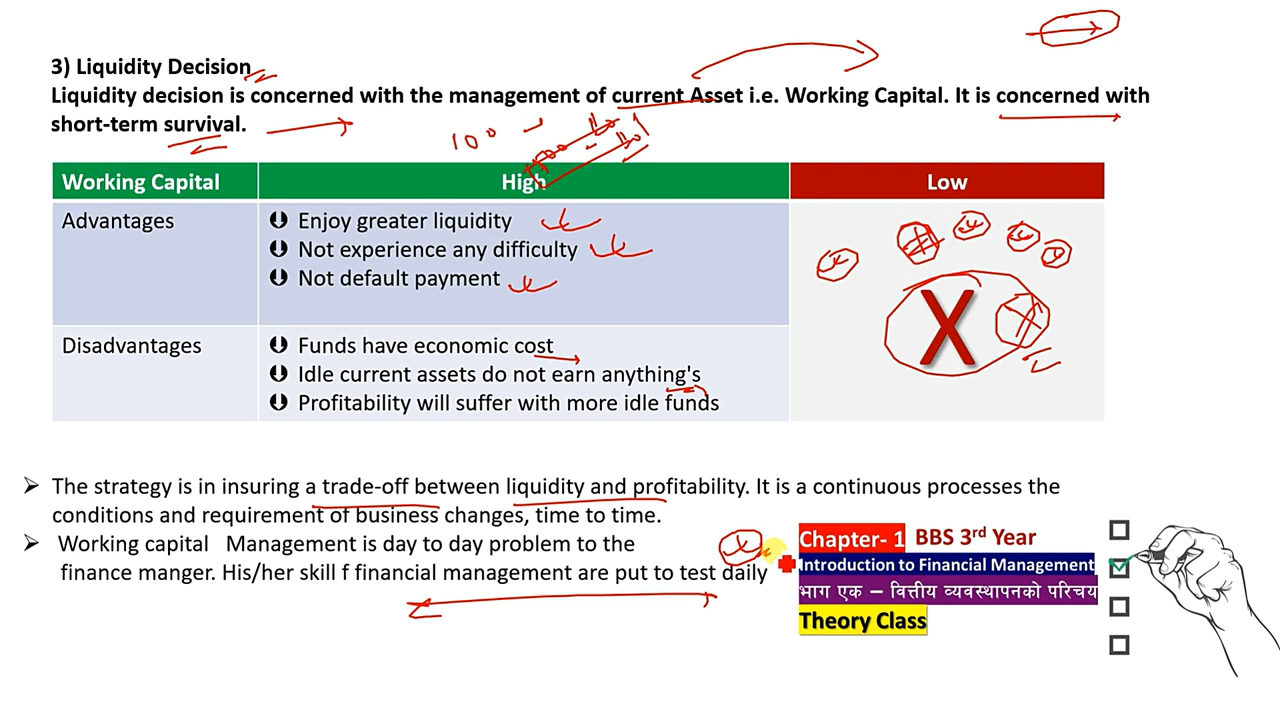 3) Liquidity Decision
Liquidity decision is concerned with the management of current Asset i.e. Working Capital. It is concerned with
short-term survival.
100
Working Capital High Low
Advantages
Enjoy greater liquidity
Not experience any difficulty
Not default payment
X
Disadvantages
Funds have economic cost
Idle current assets do not earn anything's
Profitability will suffer with more idle funds
The strategy is in insuring a trade-off between liquidity and profitability. It is a continuous processes the
conditions and requirement of business changes, time to time.
Working capital Management is day to day problem to the
finance manger. His/her skill f financial management are put to test daily
Chapter- 1 BBS 3rd Year
Introduction to Financial Management
भाग एक – वित्तीय व्यवस्थापनको परिचय
Theory Class